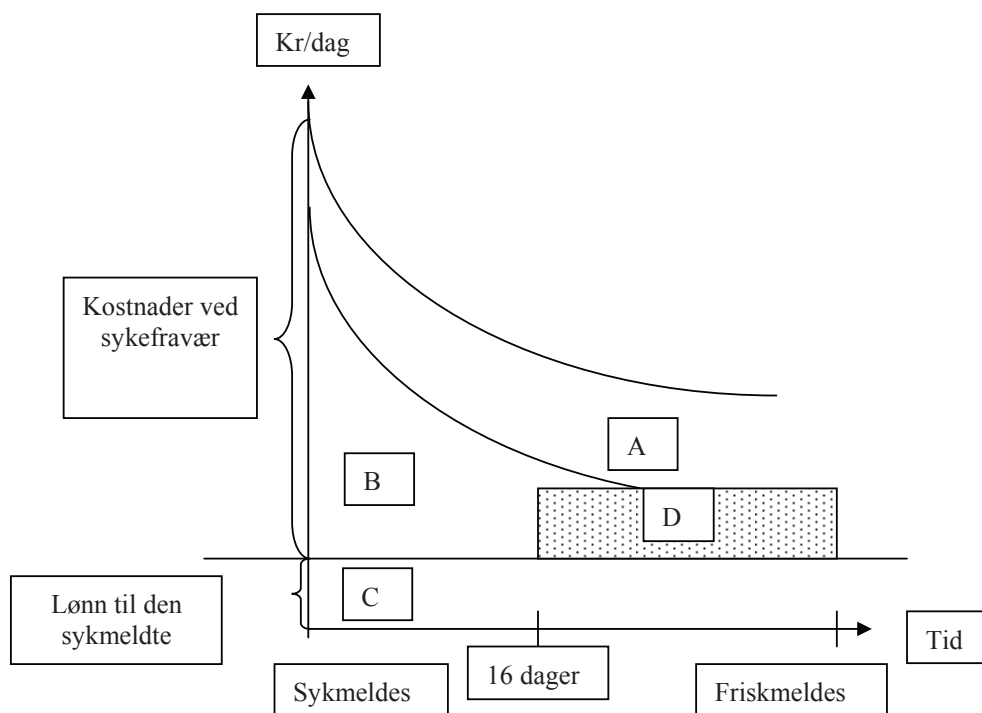 Kr/dag
Kostnader ved
sykefravær
A
B
D
C
Lønn til den
sykmeldte
Tid
16 dager
Sykmeldes
Friskmeldes